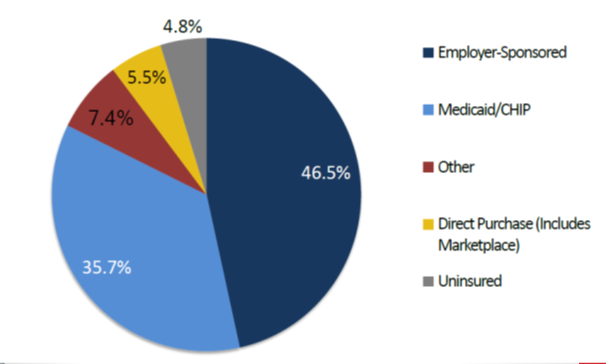 4.8%
5.5%
7.4%
46.5%
35.7%
Employer-Sponsored
Medicaid/CHIP
Other
Direct Purchase (Includes
Marketplace)
Uninsured